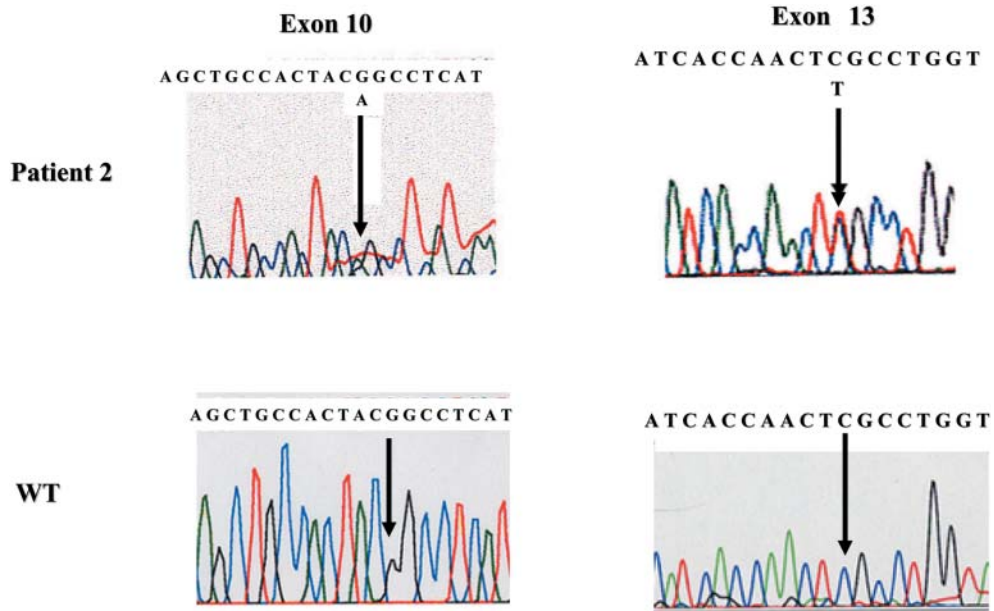 Exon 10
Exon 13
AGCTGCCACTACGGCCTCAT
ATCACCAACTCGCCTGGT
A
T
Patient 2
AGCTGCCACTACGGCCTCAT
ATCACCAACTCGCCTGGT
WT